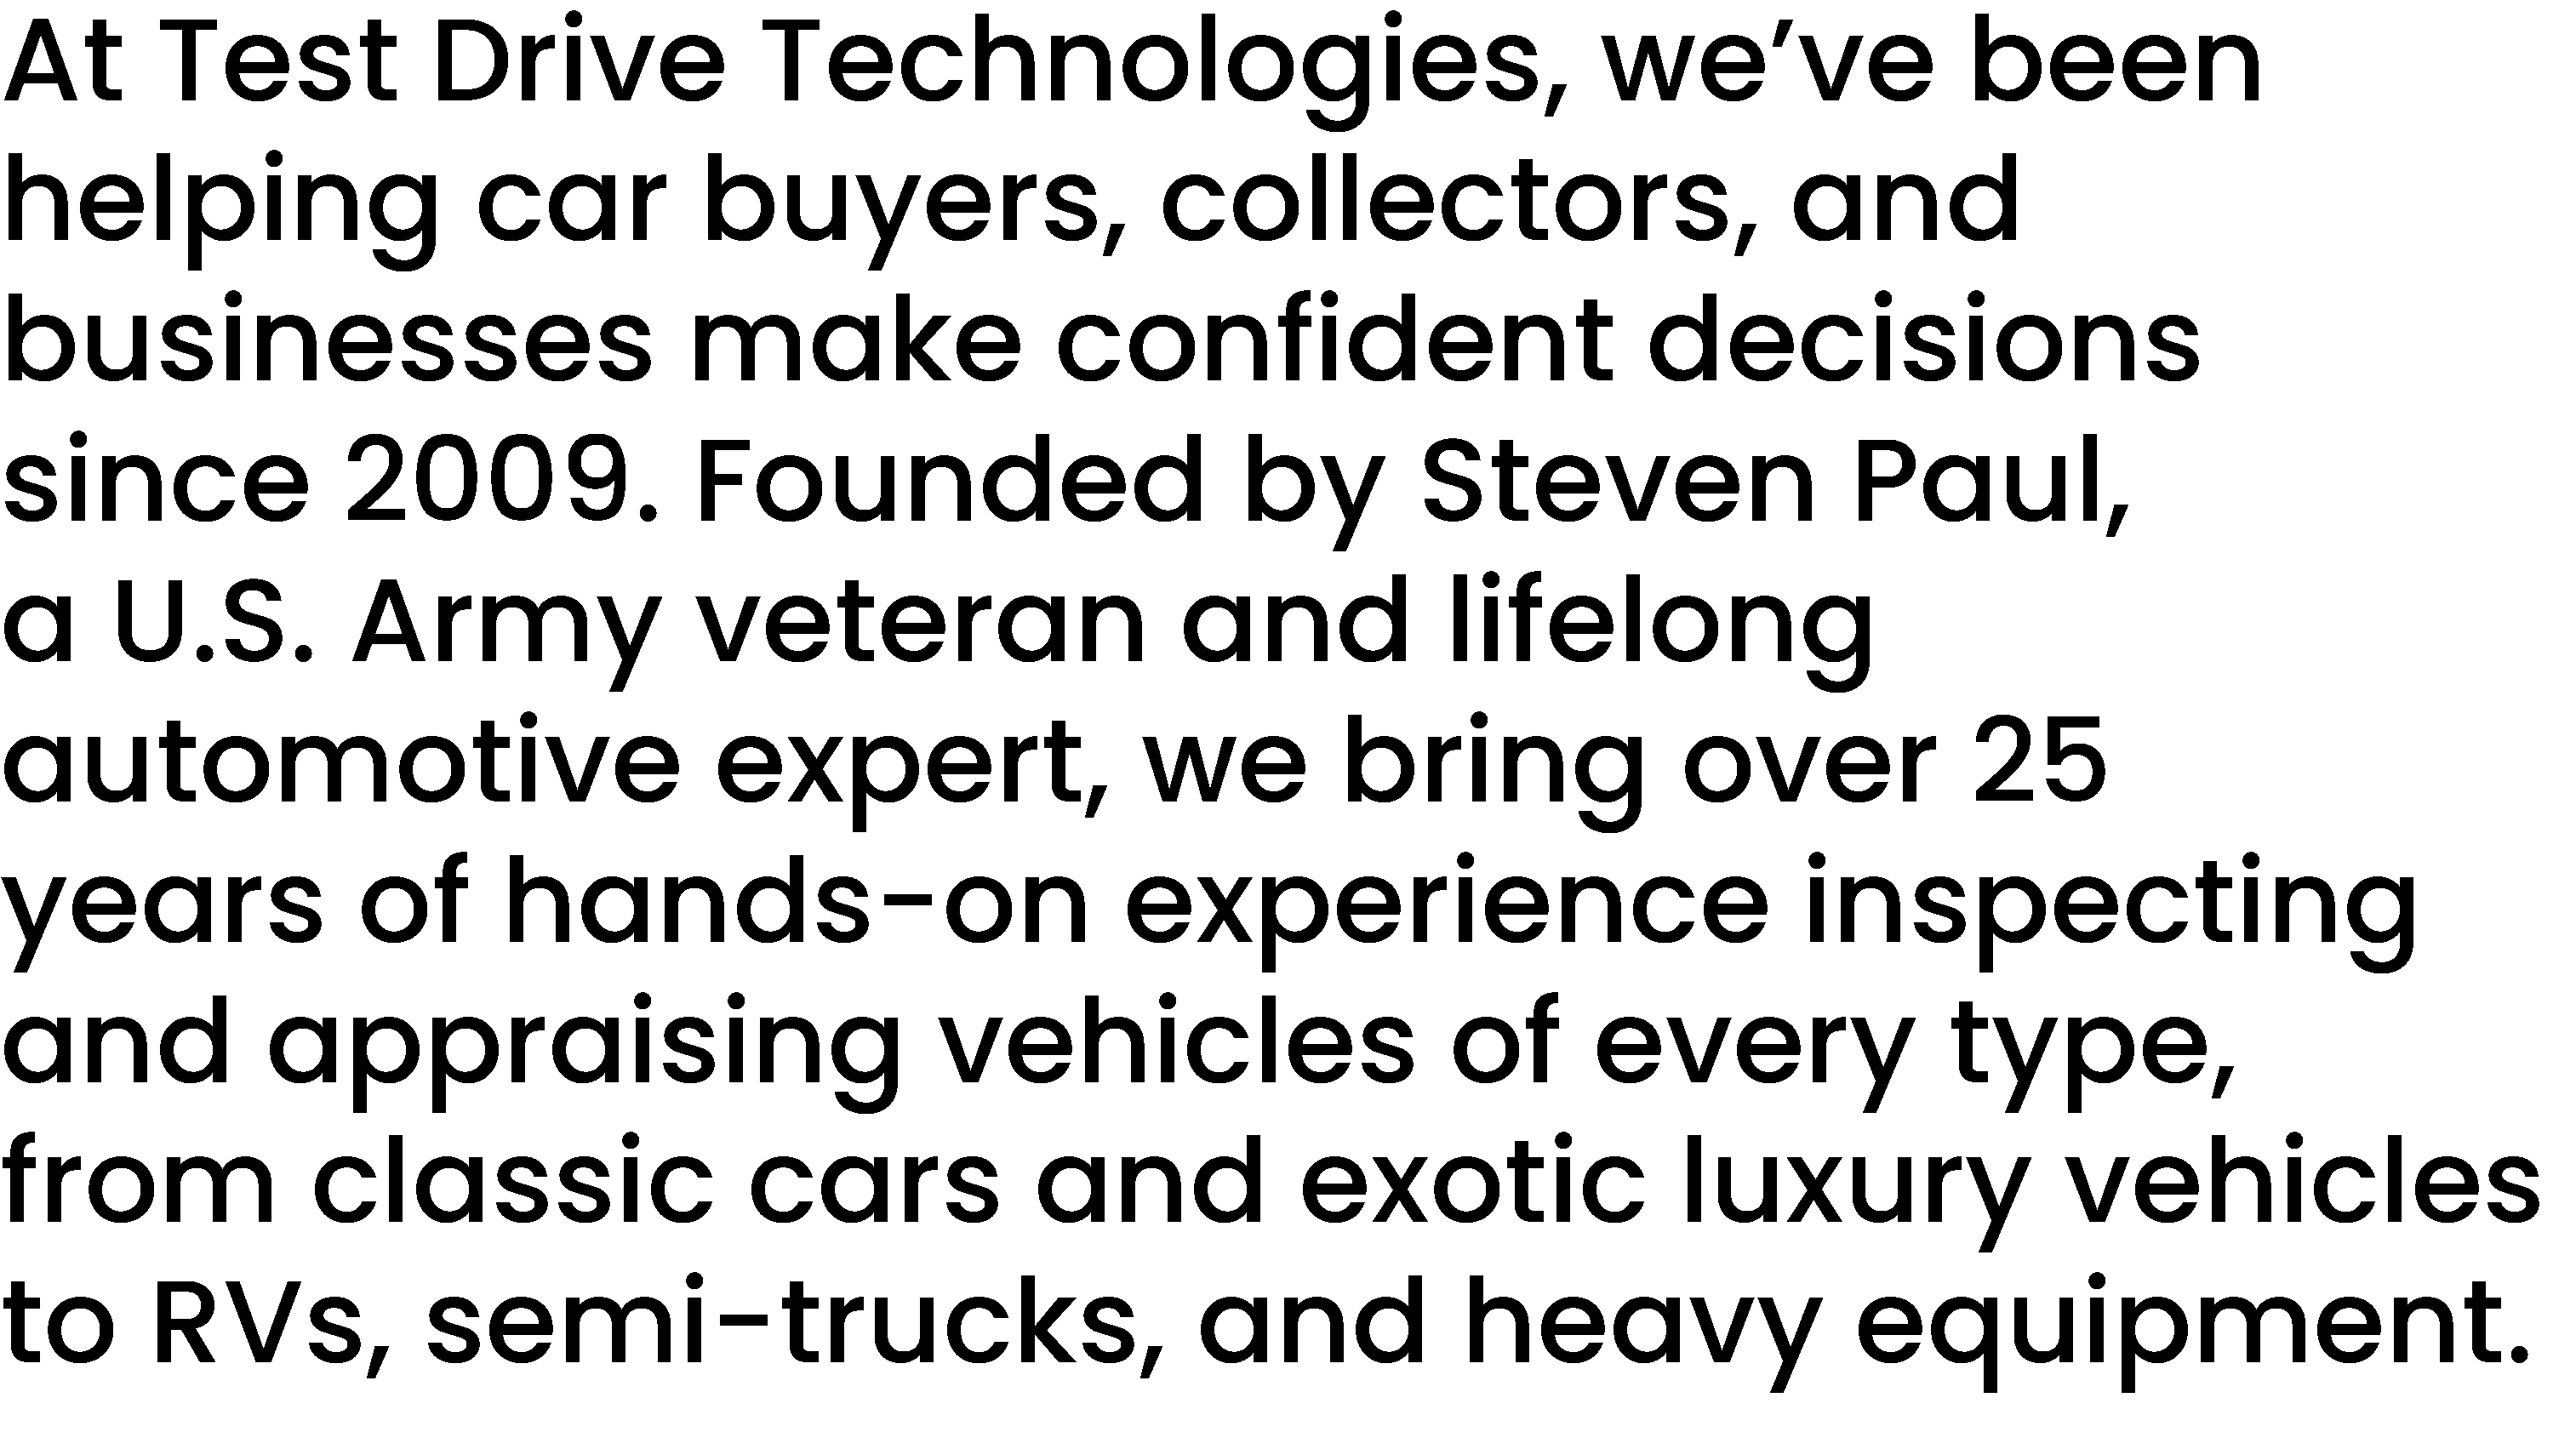 At Test Drive Technologies, we’ve been
helping car buyers, collectors, and
businesses make confident decisions
since 2009. Founded by Steven Paul,
a U.S. Army veteran and lifelong
automotive expert, we bring over 25
years of hands-on experience inspecting
and appraising vehicles of every type,
from classic cars and exotic luxury vehicles
to RVs, semi-trucks, and heavy equipment.